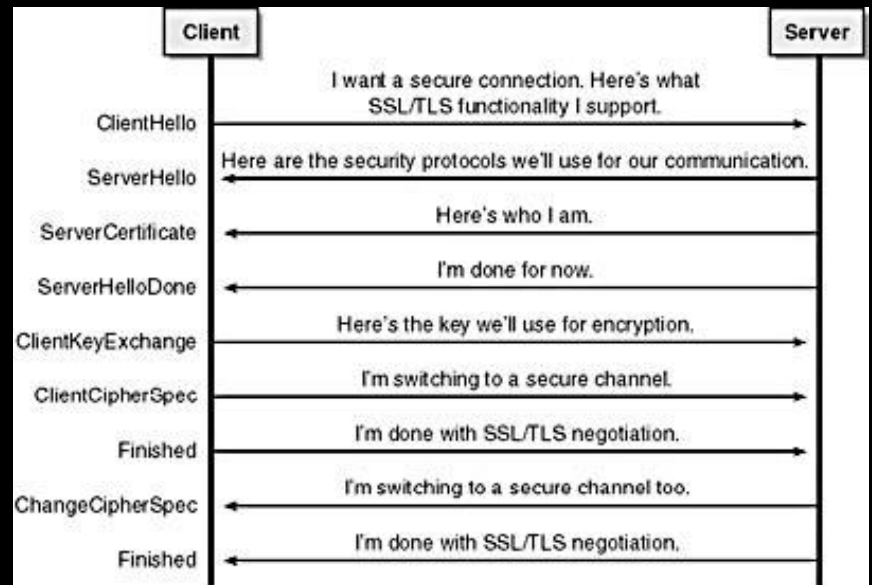 Client
Server
I want a secure connection. Here's what
SSL/TLS functionality I support.
ClientHello
Here are the security protocols we'll use for our communication.
ServerHello
Here's who I am.
ServerCertificate
I'm done for now.
ServerHelloDone
Here's the key we'll use for encryption.
ClientKeyExchange
I'm switching to a secure channel.
ClientCipherSpec
I'm done with SSL/TLS negotiation.
Finished
I'm switching to a secure channel too.
ChangeCipherSpec
I'm done with SSL/TLS negotiation.
Finished